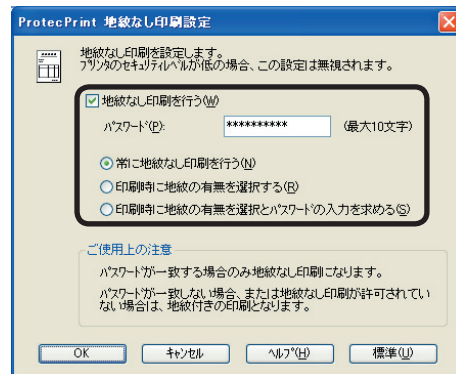 ProtecPrint 地紋なし印刷設定
地紋なし印刷を設定します。
プリンタのセキュリティレベルが低の場合、この設定は無視されます。
地紋なし印刷を行う(W)
パスワード(P): ********** (最大10文字)
常に地紋なし印刷を行う(N)
印刷時に地紋の有無を選択する(R)
印刷時に地紋の有無を選択とパスワードの入力を求める(S)
ご使用上の注意
パスワードが一致する場合のみ地紋なし印刷になります。
パスワードが一致しない場合、または地紋なし印刷が許可されてい
ない場合は、地紋付きの印刷となります。
OK キャンセル ヘルプ(H) 標準(U)